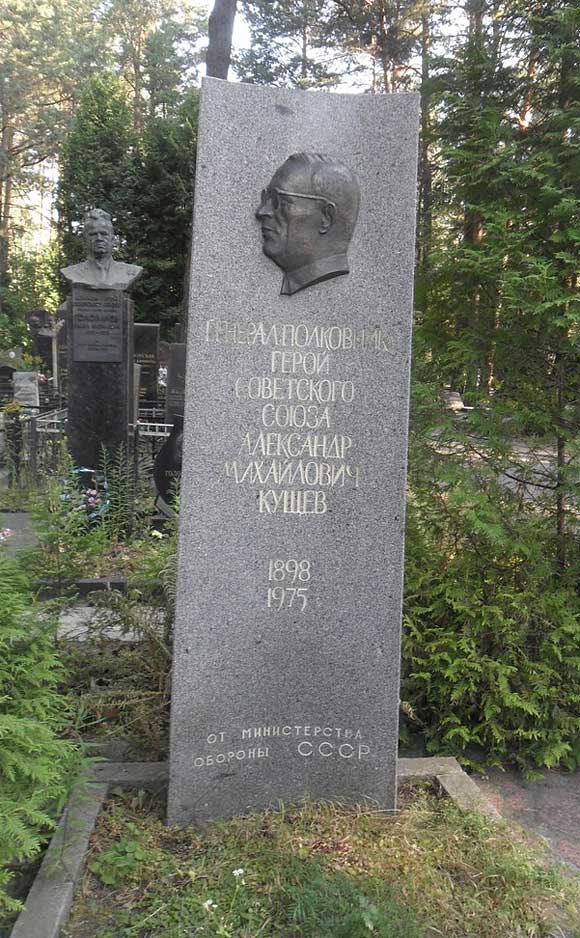 ГЕНЕРАЛ-ПОЛКОВНИК
ГЕРОЙ
СОВЕТСКОГО
СОЮЗА
АЛЕКСАНДР
МИХАЙЛОВИЧ
КУЩЕВ
1898
1975
ОТ МИНИСТЕРСТВА
ОБОРОНЫ СССР